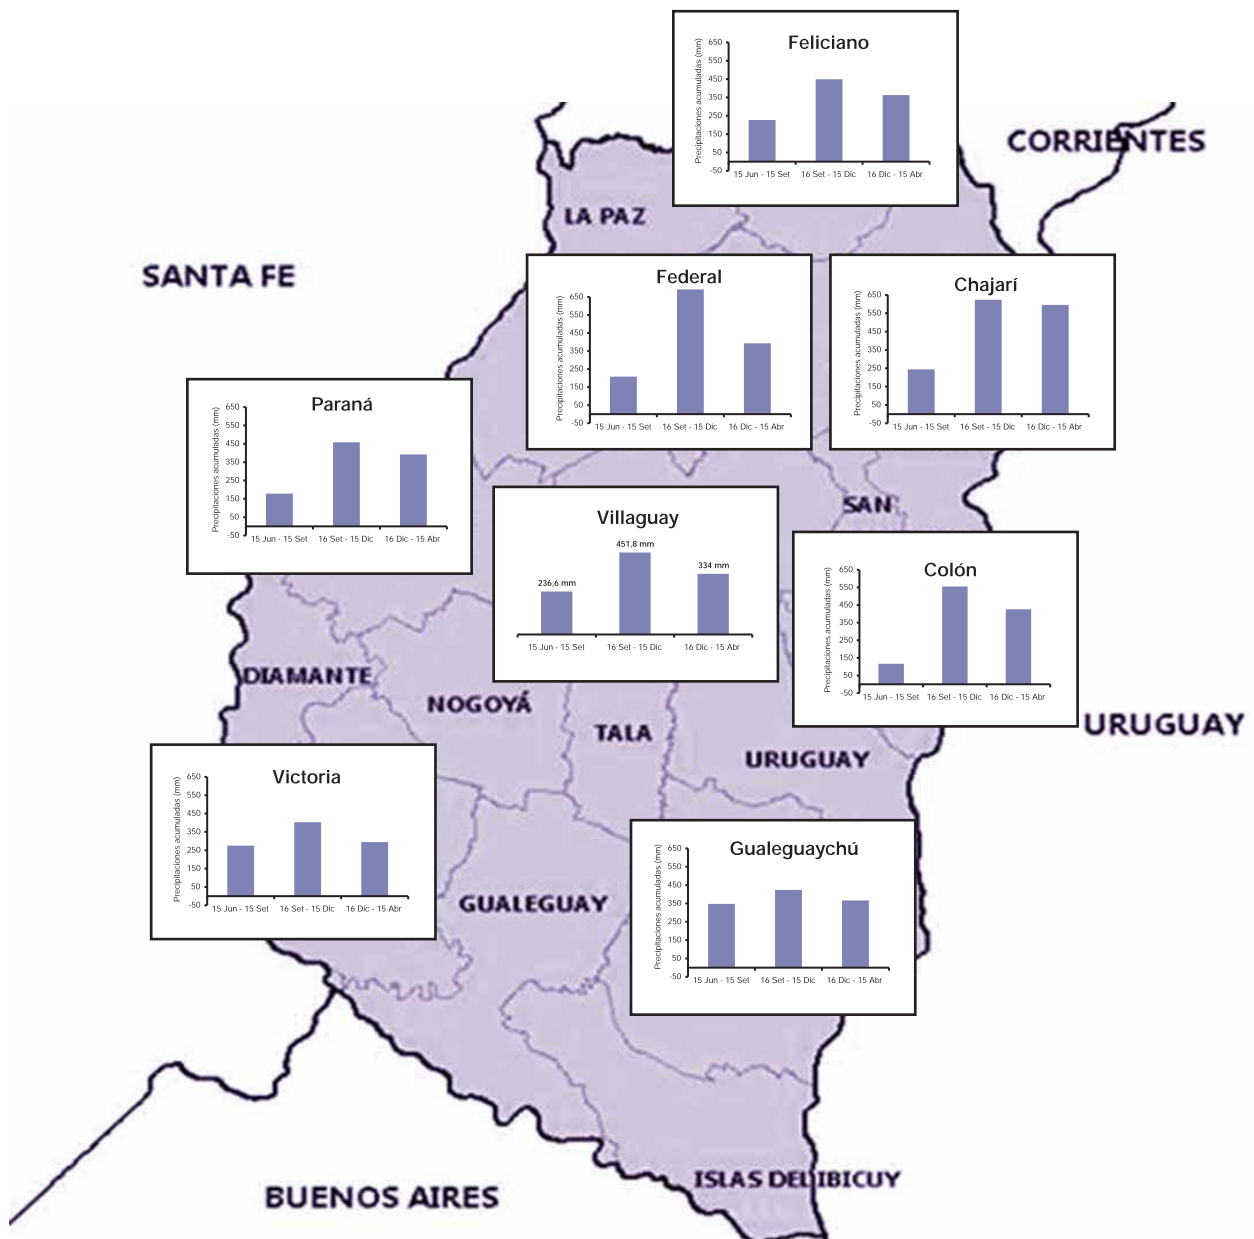 Feliciano
Precipitaciones acumuladas (mm)
650
550
450
350
250
150
50
-50
15 Jun - 15 Set
16 Set - 15 Dic
16 Dic - 15 Abr
CORRIENTES
LA PAZ
SANTA FE
Federal
Precipitaciones acumuladas (mm)
650
550
450
350
250
150
50
-50
15 Jun - 15 Set
16 Set - 15 Dic
16 Dic - 15 Abr
Chajarí
Precipitaciones acumuladas (mm)
650
550
450
350
250
150
50
-50
15 Jun - 15 Set
16 Set - 15 Dic
16 Dic - 15 Abr
Paraná
Precipitaciones acumuladas (mm)
650
550
450
350
250
150
50
-50
15 Jun - 15 Set
16 Set - 15 Dic
16 Dic - 15 Abr
SAN
Villaguay
451,8 mm
334 mm
236,6 mm
15 Jun - 15 Set
16 Set - 15 Dic
16 Dic - 15 Abr
Colón
Precipitaciones acumuladas (mm)
650
550
450
350
250
150
50
-50
15 Jun - 15 Set
16 Set - 15 Dic
16 Dic - 15 Abr
DIAMANTE
NOGOYÁ
TALA
URUGUAY
URUGUAY
Victoria
Precipitaciones acumuladas (mm)
650
550
450
350
250
150
50
-50
15 Jun - 15 Set
16 Set - 15 Dic
16 Dic - 15 Abr
Gualeguaychú
Precipitaciones acumuladas (mm)
650
550
450
350
250
150
50
-50
15 Jun - 15 Set
16 Set - 15 Dic
16 Dic - 15 Abr
GUALEGUAY
ISLAS DEL IBICUY
BUENOS AIRES